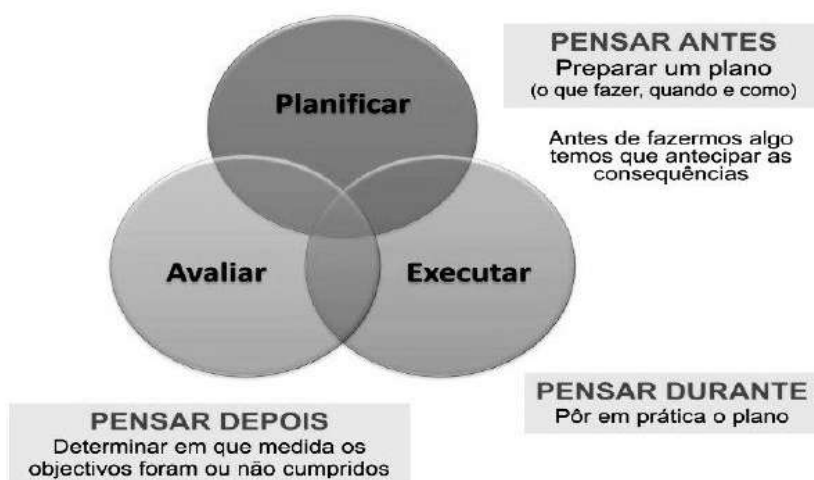 PENSAR ANTES
Preparar um plano
(o que fazer, quando e como)
Planificar
Antes de fazermos algo
temos que antecipar as
consequências
Avaliar
Executar
PENSAR DURANTE
Pôr em prática o plano
PENSAR DEPOIS
Determinar em que medida os
objectivos foram ou não cumpridos